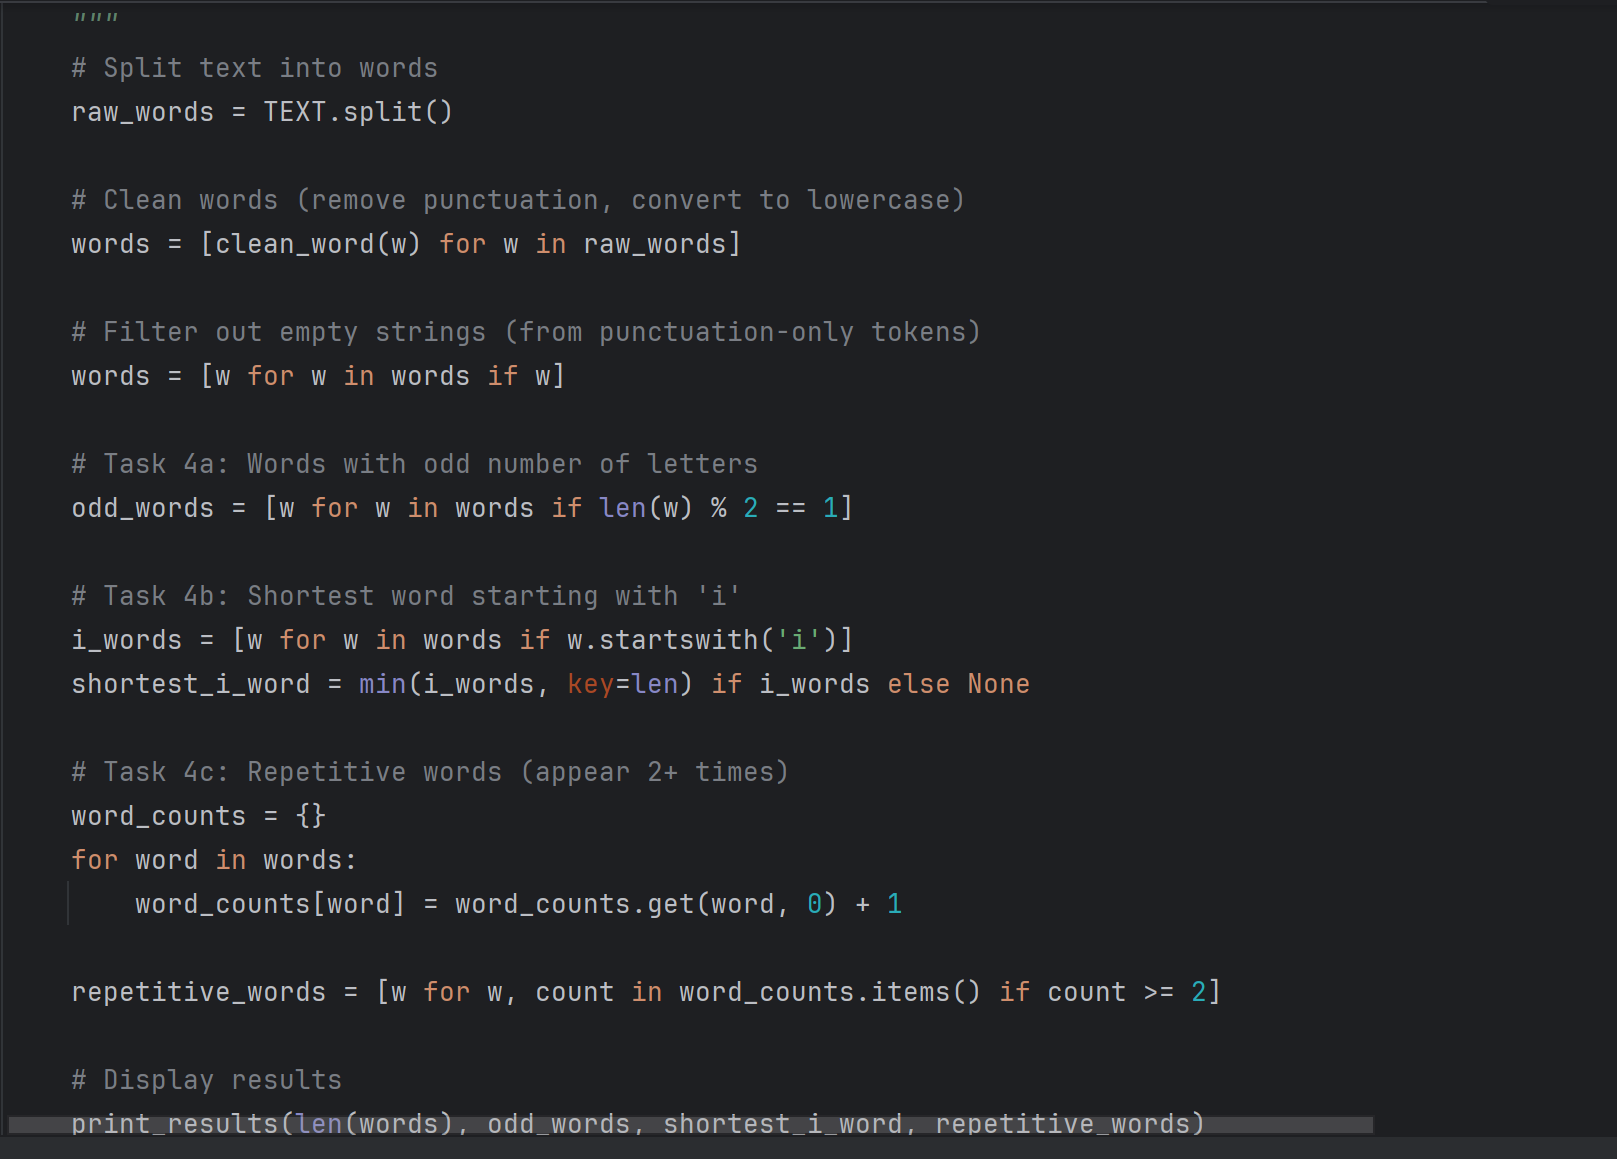 """
# Split text into words
raw_words = TEXT.split()
# Clean words (remove punctuation, convert to lowercase)
words = [clean_word(w) for w in raw_words]
# Filter out empty strings (from punctuation-only tokens)
words = [w for w in words if w]
# Task 4a: Words with odd number of letters
odd_words = [w for w in words if len(w) % 2 == 1]
# Task 4b: Shortest word starting with 'i'
i_words = [w for w in words if w.startswith('i')]
shortest_i_word = min(i_words, key=len) if i_words else None
# Task 4c: Repetitive words (appear 2+ times)
word_counts = {}
for word in words:
    word_counts[word] = word_counts.get(word, 0) + 1
repetitive_words = [w for w, count in word_counts.items() if count >= 2]
# Display results
print_results(len(words), odd_words, shortest_i_word, repetitive_words)